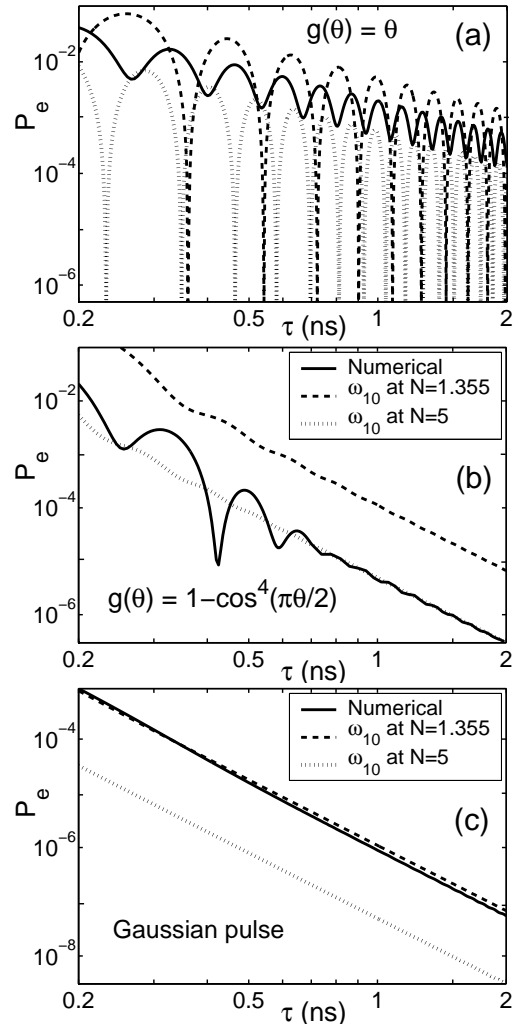 g(θ) = θ
(a)
P_e
10^-2
10^-4
10^-6
0.2 0.5 1 2
τ (ns)
Numerical
ω_10 at N=1.355
ω_10 at N=5
(b)
P_e
10^-2
10^-4
10^-6
g(θ) = 1−cos^4(πθ/2)
0.2 0.5 1 2
τ (ns)
Numerical
ω_10 at N=1.355
ω_10 at N=5
(c)
P_e
10^-4
10^-6
10^-8
Gaussian pulse
0.2 0.5 1 2
τ (ns)